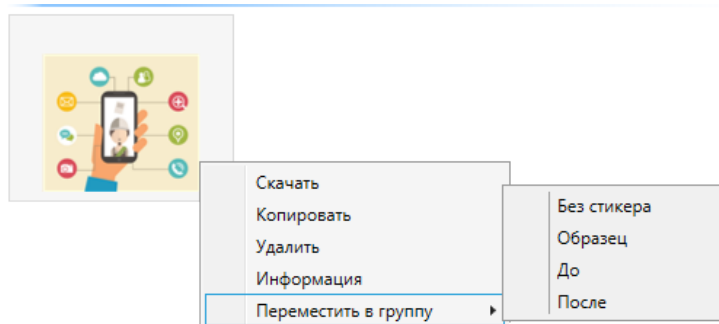 Скачать
Копировать
Удалить
Информация
Переместить в группу
Без стикера
Образец
До
После